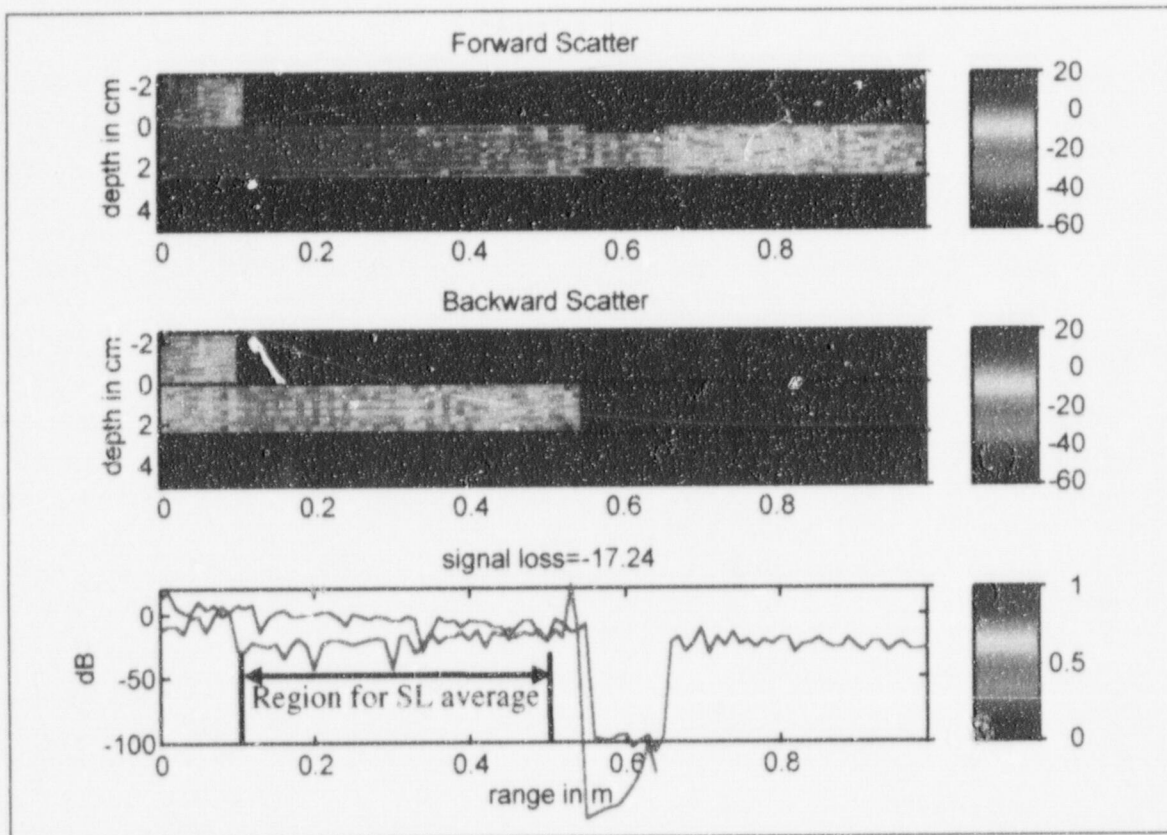 Forward Scatter
depth in cm
-2
0
2
4
0 0.2 0.4 0.6 0.8
20
0
-20
-40
-60
Backward Scatter
depth in cm
-2
0
2
4
0 0.2 0.4 0.6 0.8
20
0
-20
-40
-60
signal loss=-17.24
dB
0
-50
-100
Region for SL average
0 0.2 0.4 0.6 0.8
range in m
1
0.5
0